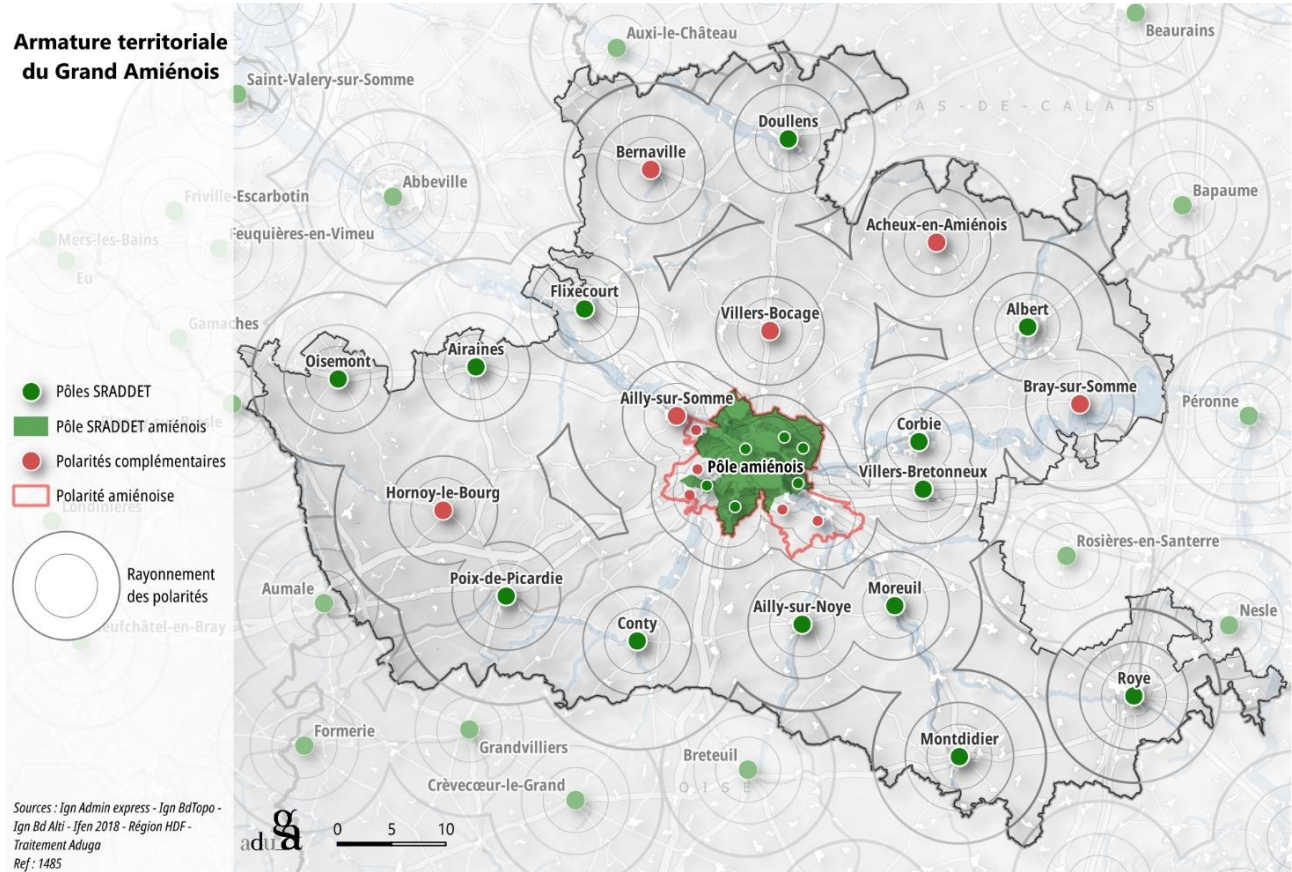 Armature territoriale
du Grand Amiénois
Auxi-le-Château
Beaurains
Saint-Valery-sur-Somme
PAS-DE-CALAIS
Doullens
Bernaville
Abbeville
Friville-Escarbotin
Bapaume
Feuquières-en-Vimeu
Acheux-en-Amiénois
Mers-les-Bains
Eu
Flixecourt
Villers-Bocage
Albert
Gamaches
Oisemont
Airaines
Pôles SRADDET
Ailly-sur-Somme
Bray-sur-Somme
Péronne
Pôle SRADDET amiénois
Corbie
Polarités complémentaires
Pôle amiénois
Villers-Bretonneux
Polarité amiénoise
Hornoy-le-Bourg
Londinières
Rosières-en-Santerre
Rayonnement
des polarités
Poix-de-Picardie
Moreuil
Aumale
Ailly-sur-Noye
Nesle
Conty
Neufchâtel-en-Bray
Roye
Formerie
Grandvilliers
Montdidier
Breteuil
Crèvecœur-le-Grand
OISE
Sources : Ign Admin express - Ign BdTopo -
Ign Bd Alti - Ifen 2018 - Région HDF -
Traitement Aduga
Ref : 1485
aduga
0 5 10